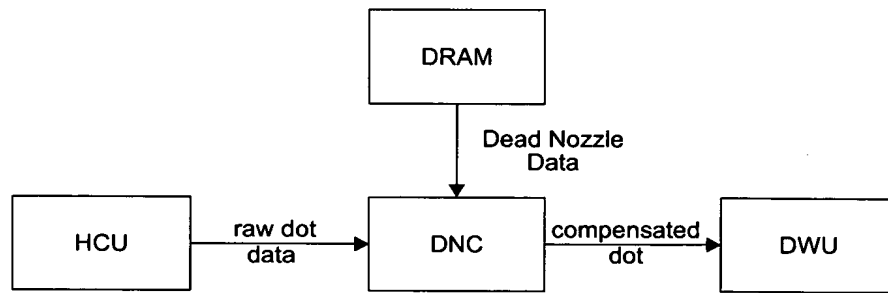 DRAM
Dead Nozzle
Data
HCU
raw dot
data
DNC
compensated
dot
DWU